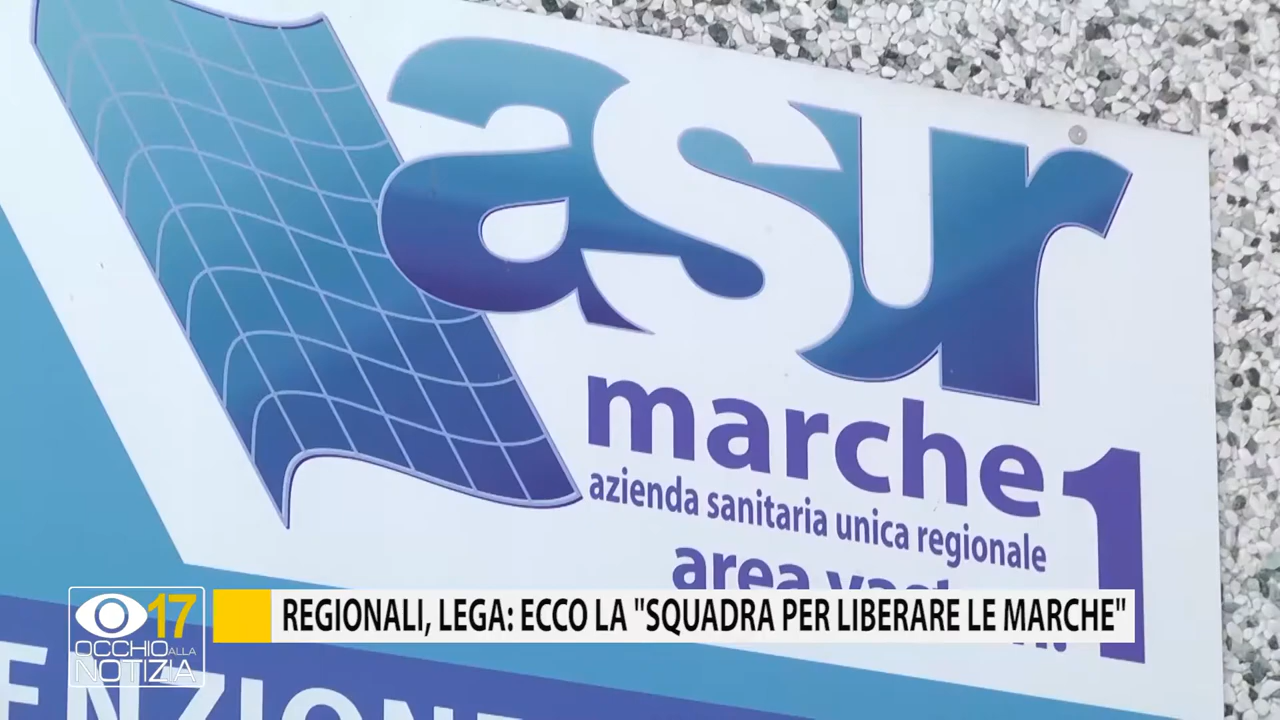 asur
marche
azienda sanitaria unica regionale
area
1
17
OCCHIO ALLA
NOTIZIA
REGIONALI, LEGA: ECCO LA "SQUADRA PER LIBERARE LE MARCHE"